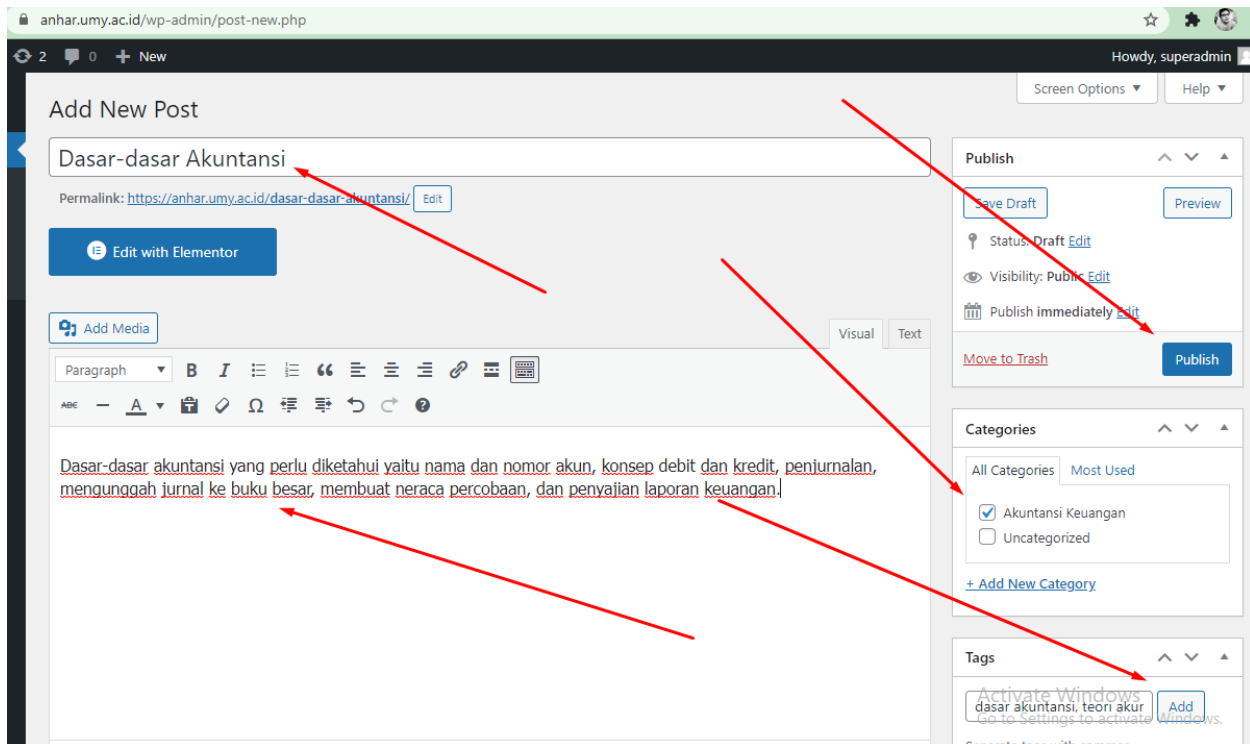 anhar.umy.ac.id/wp-admin/post-new.php
2 0 + New Howdy, superadmin
Screen Options Help
Add New Post
Dasar-dasar Akuntansi
Permalink: https://anhar.umy.ac.id/dasar-dasar-akuntansi/ Edit
Edit with Elementor
Add Media
Visual Text
Paragraph B I
ABC A Ω
Dasar-dasar akuntansi yang perlu diketahui yaitu nama dan nomor akun, konsep debit dan kredit, penjurnalan,
mengunggah jurnal ke buku besar, membuat neraca percobaan, dan penyajian laporan keuangan.
Publish
Save Draft Preview
Status: Draft Edit
Visibility: Public Edit
Publish immediately Edit
Move to Trash Publish
Categories
All Categories Most Used
Akuntansi Keuangan
Uncategorized
+ Add New Category
Tags
dasar akuntansi, teori akur Add
Activate Windows
Go to Settings to activate Windows.
Separate tags with commas